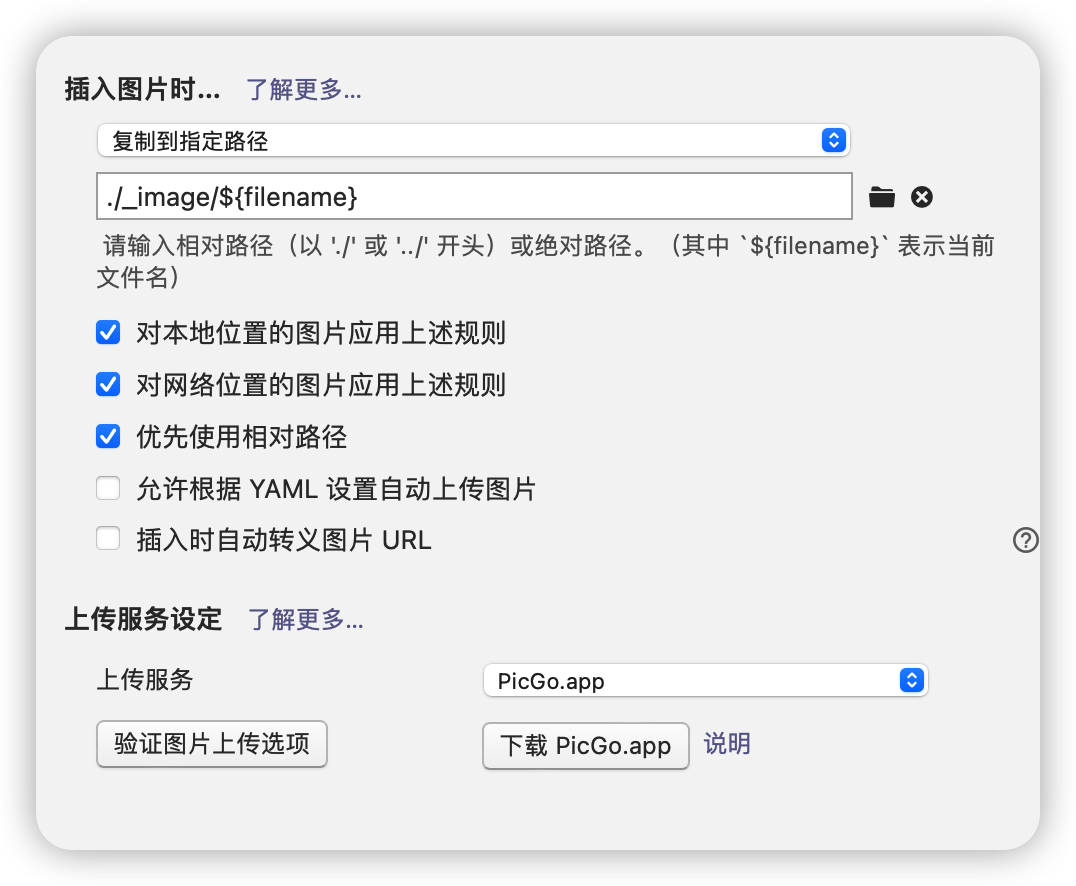 插入图片时... 了解更多...
复制到指定路径
./_image/${filename}
请输入相对路径（以 './' 或 '../' 开头）或绝对路径。（其中 `${filename}` 表示当前
文件名）
对本地位置的图片应用上述规则
对网络位置的图片应用上述规则
优先使用相对路径
允许根据 YAML 设置自动上传图片
插入时自动转义图片 URL
上传服务设定 了解更多...
上传服务 PicGo.app
验证图片上传选项 下载 PicGo.app 说明